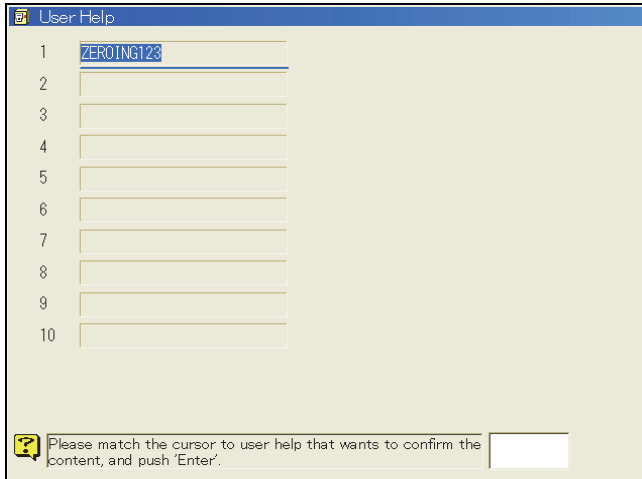 User Help
1 ZEROING123
2
3
4
5
6
7
8
9
10
Please match the cursor to user help that wants to confirm the
content, and push 'Enter'.